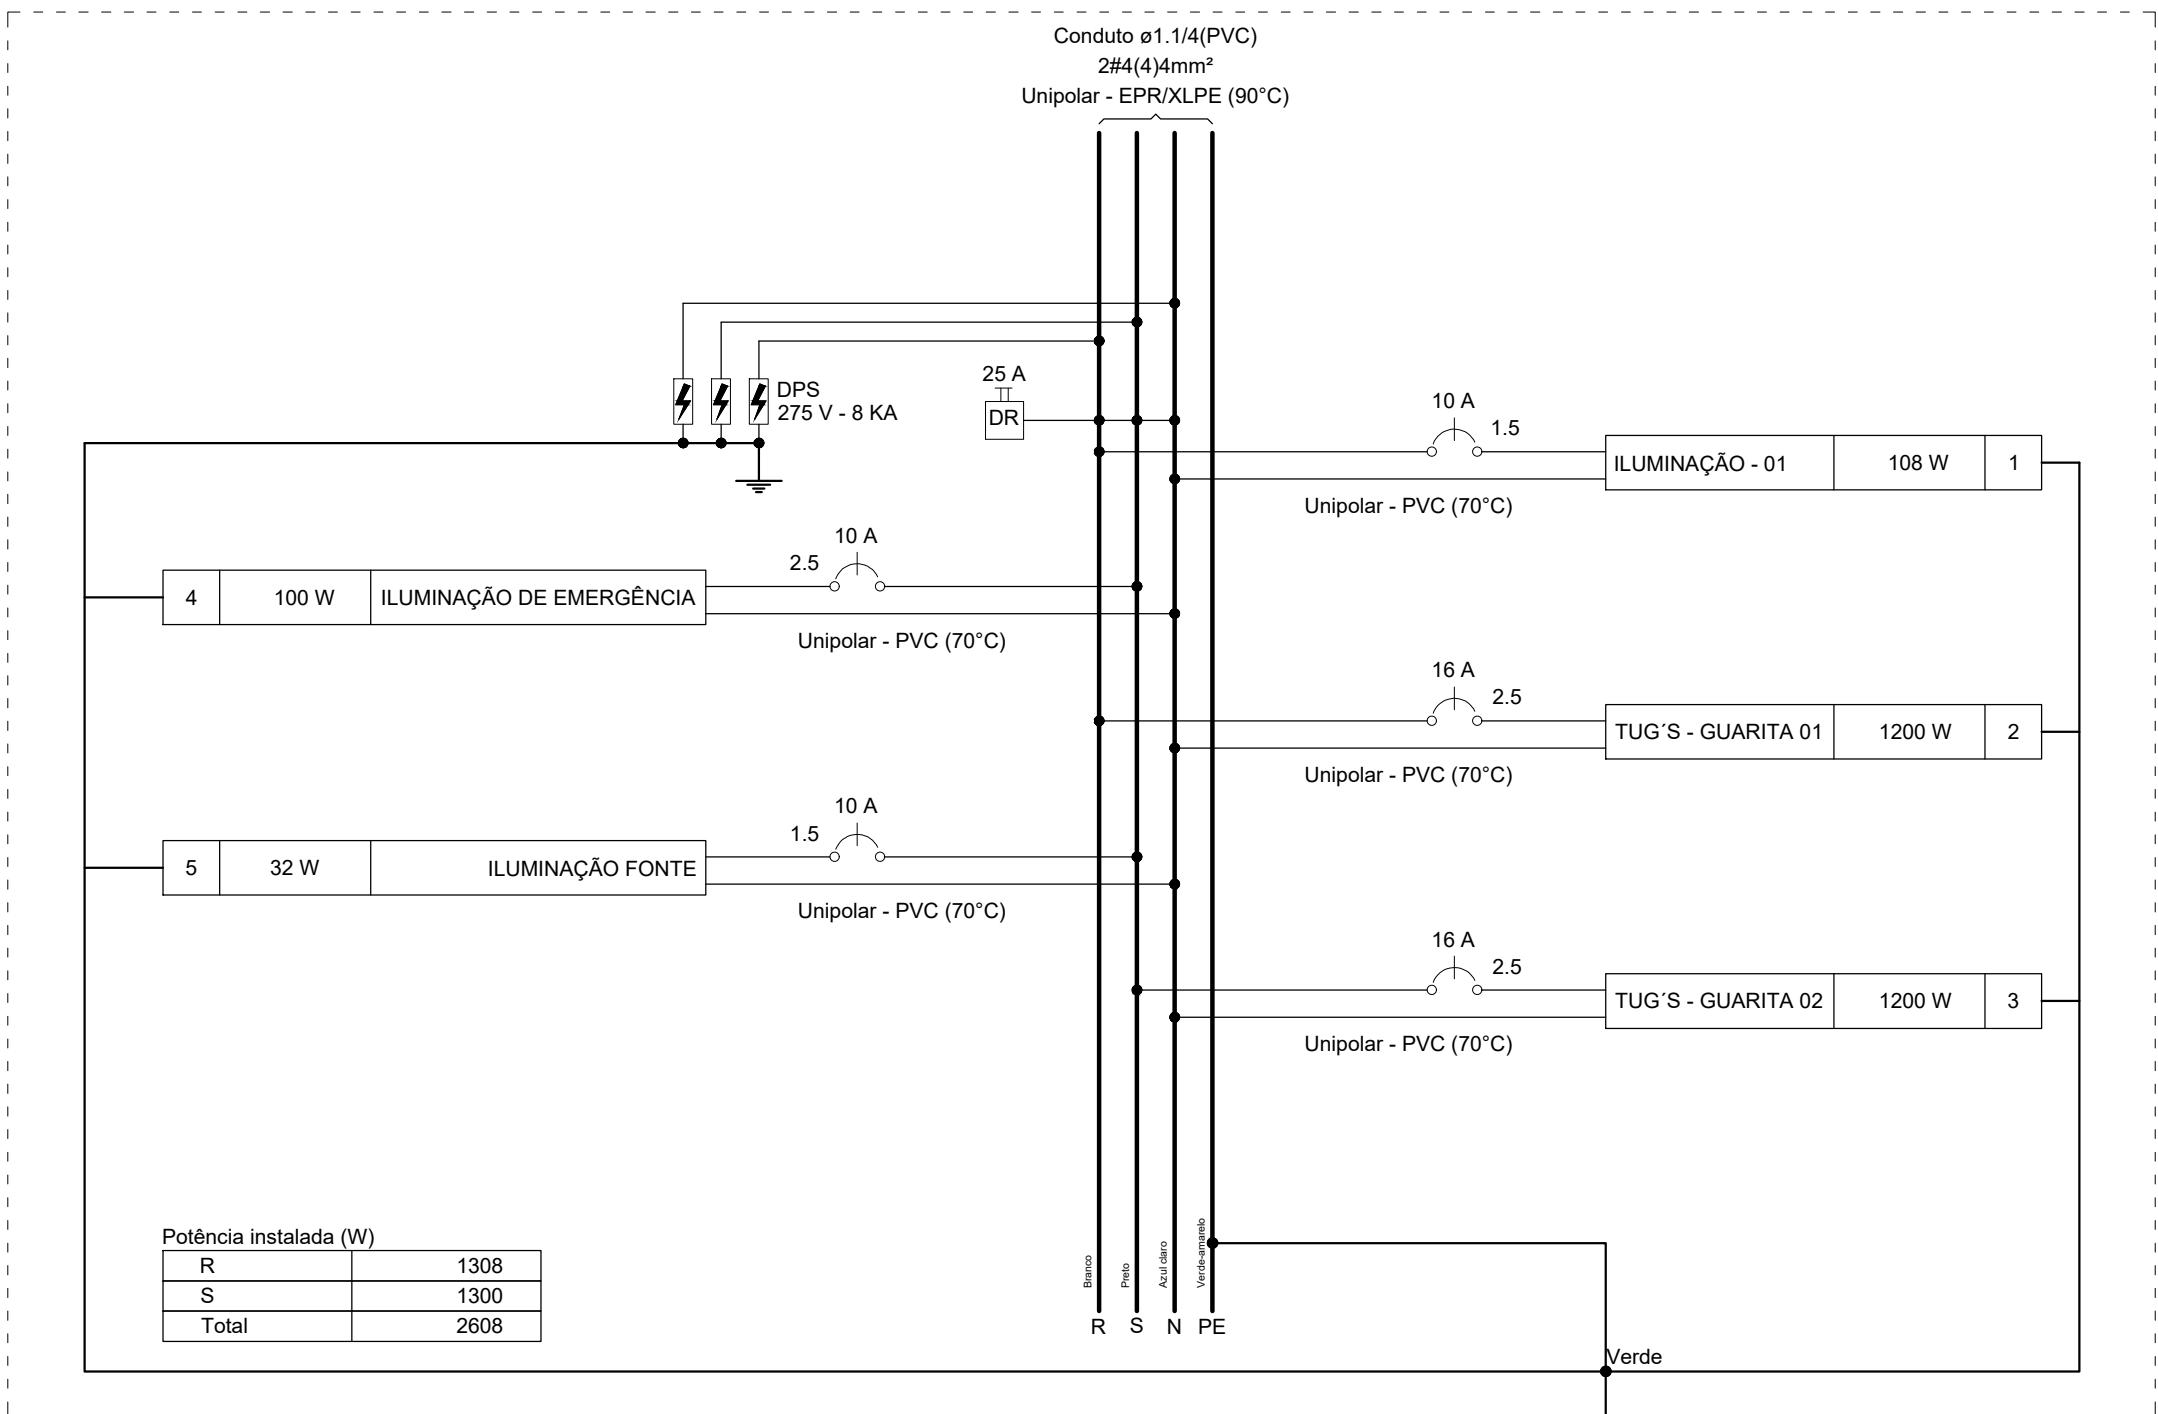 Conduto ø1.1/4(PVC)
2#4(4)4mm²
Unipolar - EPR/XLPE (90°C)
DPS
275 V - 8 KA
25 A
DR
10 A
1.5
ILUMINAÇÃO - 01 108 W 1
Unipolar - PVC (70°C)
10 A
2.5
4 100 W ILUMINAÇÃO DE EMERGÊNCIA
Unipolar - PVC (70°C)
16 A
2.5
TUG´S - GUARITA 01 1200 W 2
Unipolar - PVC (70°C)
10 A
1.5
5 32 W ILUMINAÇÃO FONTE
Unipolar - PVC (70°C)
16 A
2.5
TUG´S - GUARITA 02 1200 W 3
Unipolar - PVC (70°C)
Potência instalada (W)
R 1308
S 1300
Total 2608
Branco
Preto
Azul claro
Verde-amarelo
R S N PE
Verde